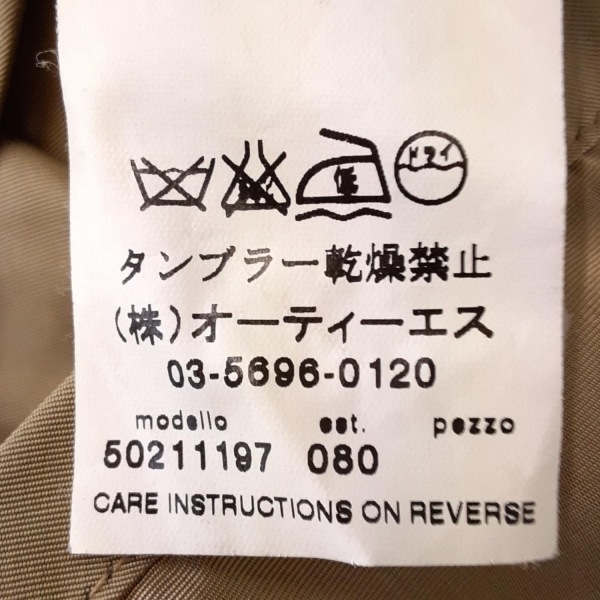 低 ドライ
タンブラー乾燥禁止
(株)オーティーエス
03-5696-0120
modello est. pezzo
50211197 080
CARE INSTRUCTIONS ON REVERSE